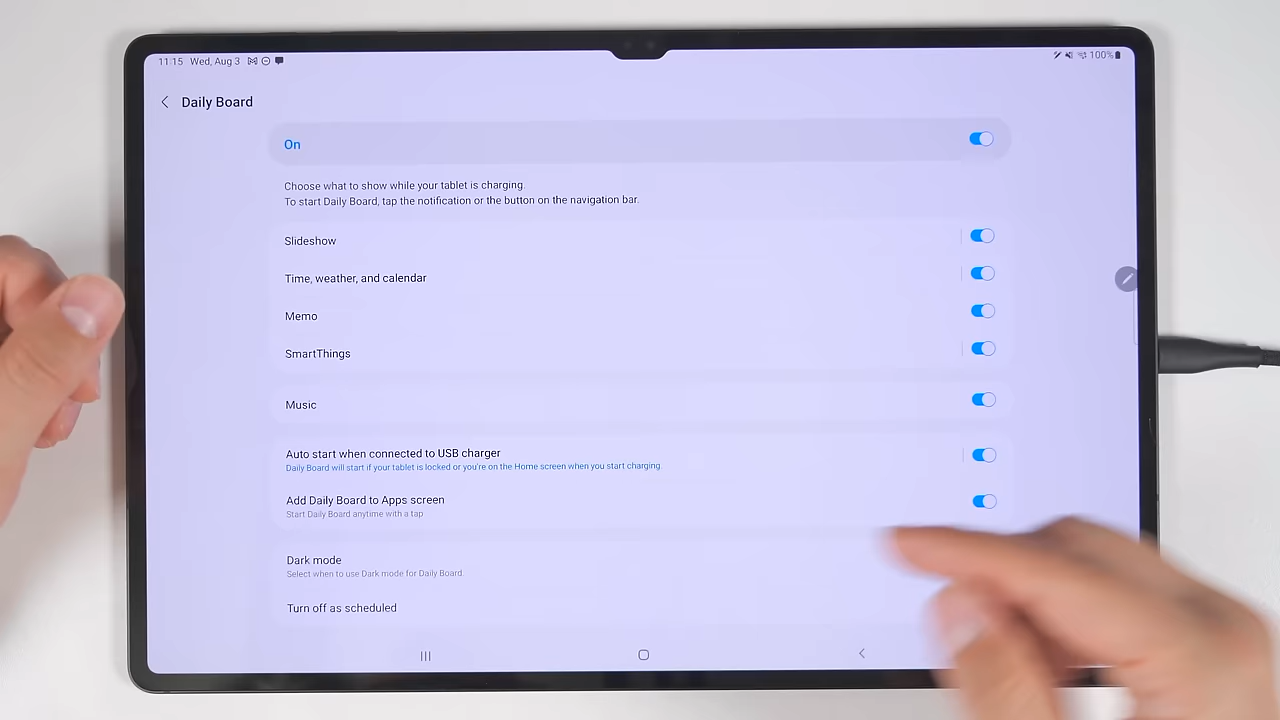 11:15 Wed, Aug 3
100%
Daily Board
On
Choose what to show while your tablet is charging.
To start Daily Board, tap the notification or the button on the navigation bar.
Slideshow
Time, weather, and calendar
Memo
SmartThings
Music
Auto start when connected to USB charger
Daily Board will start if your tablet is locked or you're on the Home screen when you start charging.
Add Daily Board to Apps screen
Start Daily Board anytime with a tap
Dark mode
Select when to use Dark mode for Daily Board.
Turn off as scheduled